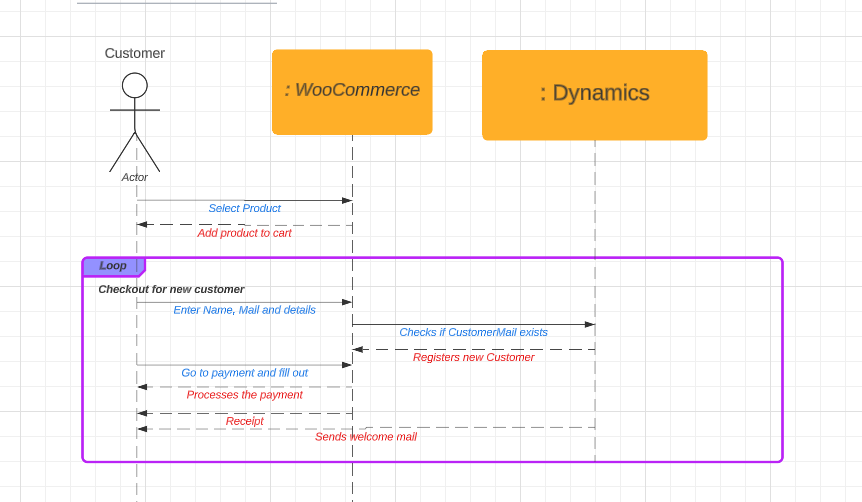 Customer
: WooCommerce
: Dynamics
Actor
Select Product
Add product to cart
Loop
Checkout for new customer
Enter Name, Mail and details
Checks if CustomerMail exists
Registers new Customer
Go to payment and fill out
Processes the payment
Receipt
Sends welcome mail